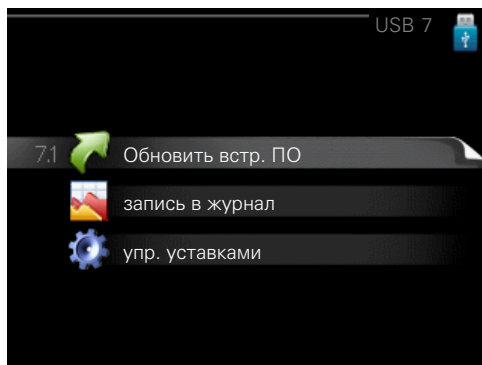 USB 7
7.1 Обновить встр. ПО
запись в журнал
упр. уставками